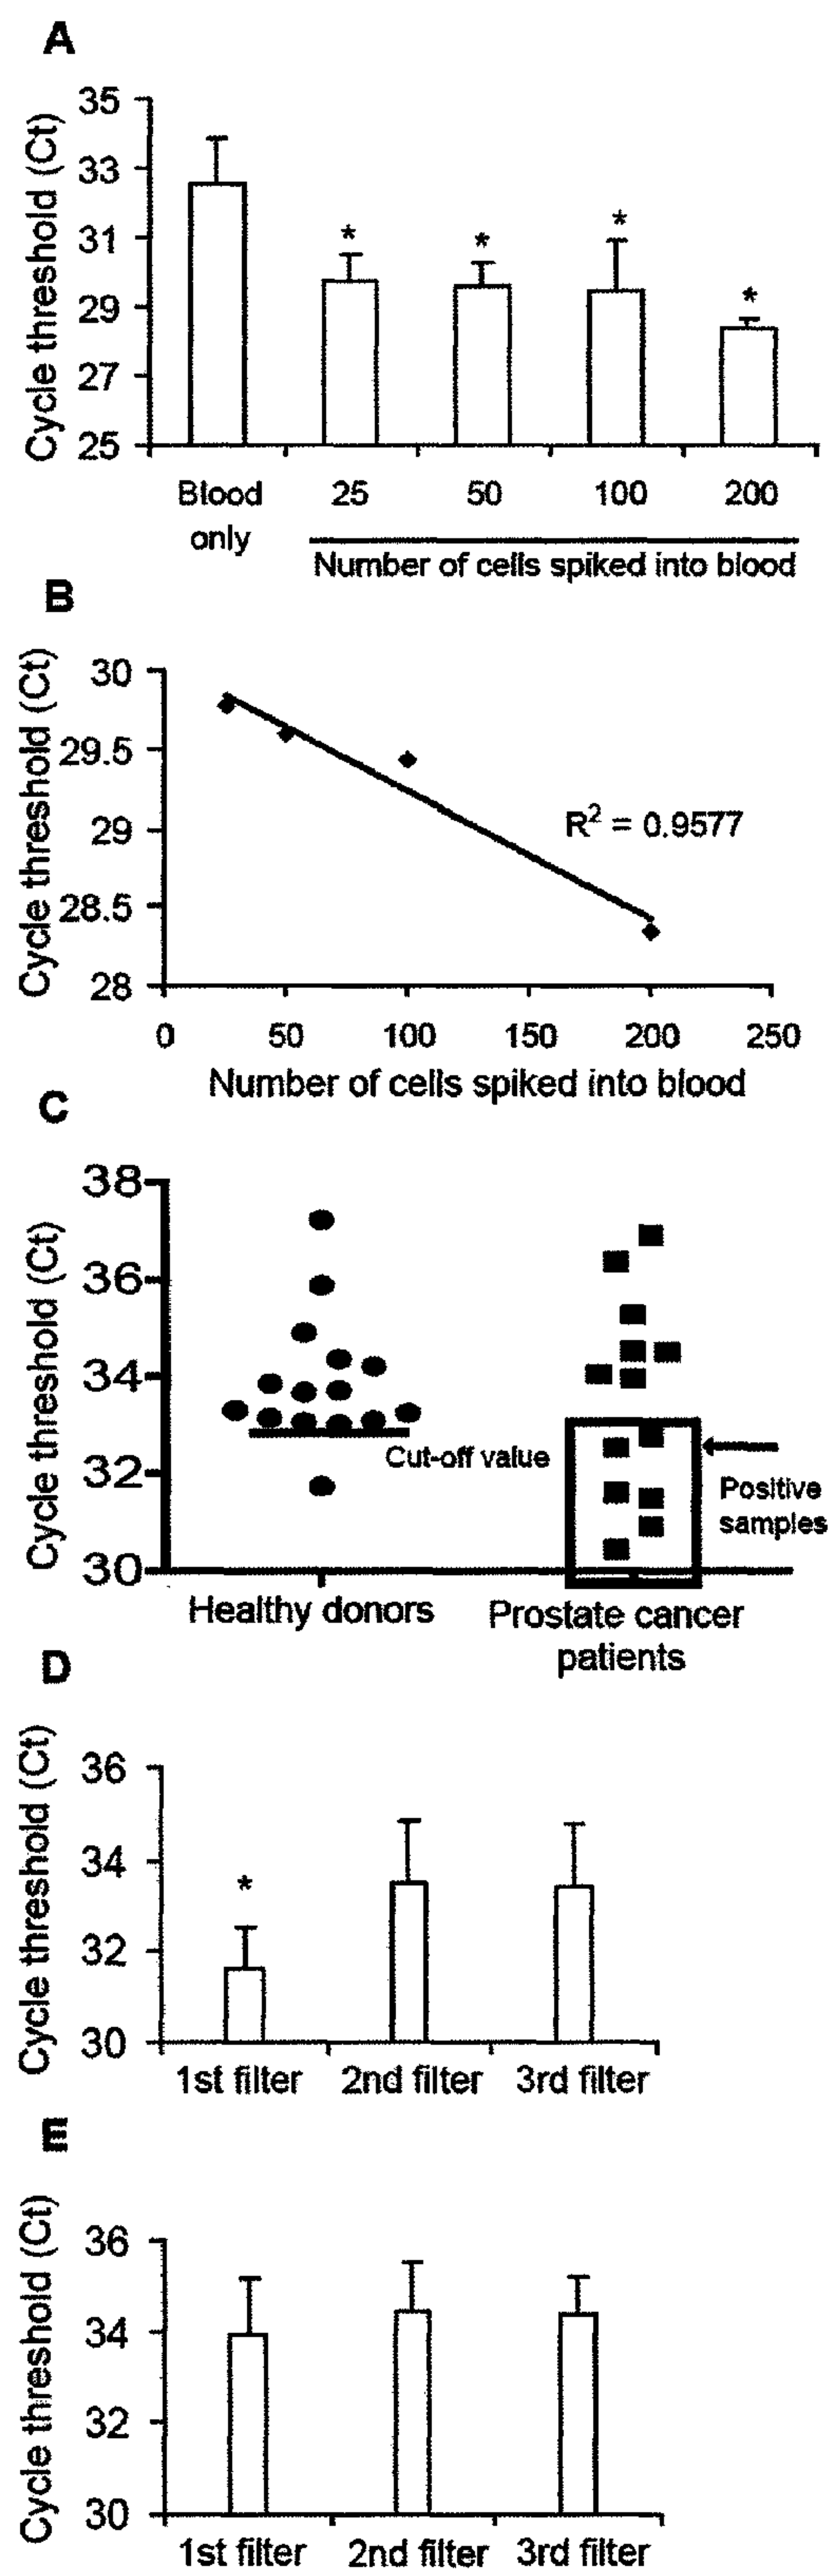 A
Cycle threshold (Ct)
35
33
31
29
27
25
*
*
*
*
Blood only
25
50
100
200
Number of cells spiked into blood
B
Cycle threshold (Ct)
30
29.5
29
28.5
28
R² = 0.9577
0
50
100
150
200
250
Number of cells spiked into blood
C
Cycle threshold (Ct)
38
36
34
32
30
Cut-off value
Positive
samples
Healthy donors
Prostate cancer
patients
D
Cycle threshold (Ct)
36
34
32
30
*
1st filter
2nd filter
3rd filter
E
Cycle threshold (Ct)
36
34
32
30
1st filter
2nd filter
3rd filter